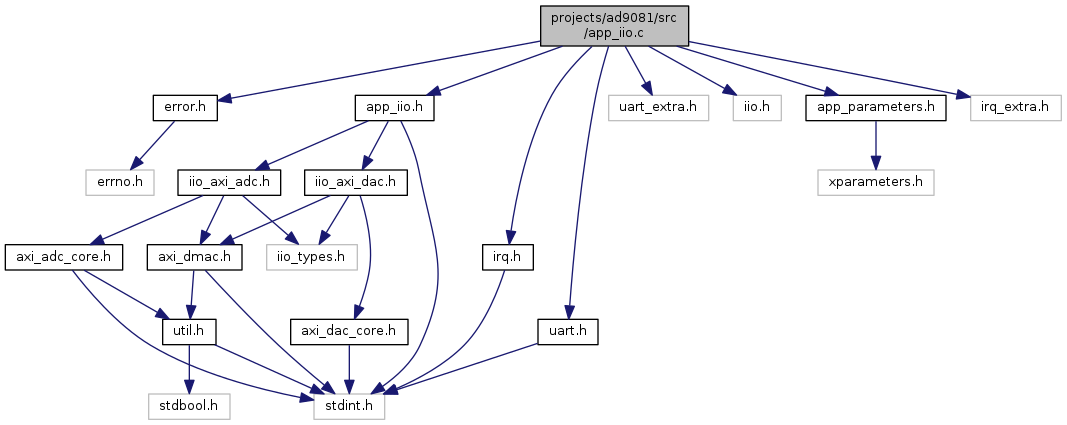 projects/ad9081/src
/app_iio.c
error.h
app_iio.h
uart_extra.h
iio.h
app_parameters.h
irq_extra.h
errno.h
iio_axi_adc.h
iio_axi_dac.h
xparameters.h
axi_adc_core.h
axi_dmac.h
iio_types.h
irq.h
util.h
axi_dac_core.h
uart.h
stdbool.h
stdint.h